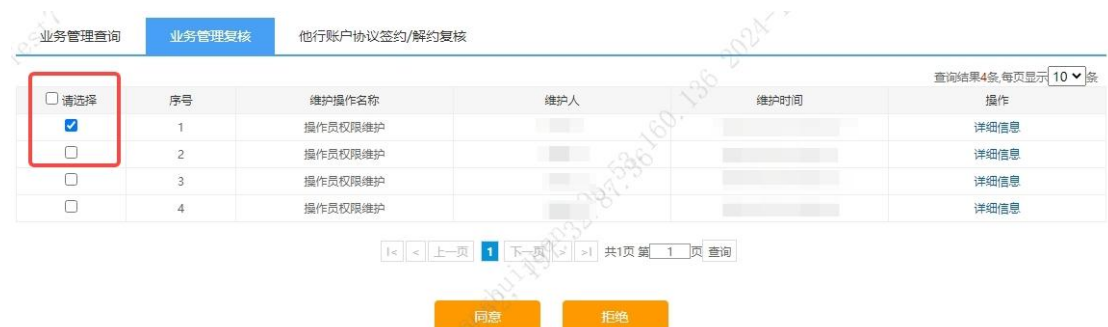 业务管理查询 业务管理复核 他行账户协议签约/解约复核
查询结果4条,每页显示 10 条
请选择 序号 维护操作名称 维护人 维护时间 操作
1 操作员权限维护 详细信息
2 操作员权限维护 详细信息
3 操作员权限维护 详细信息
4 操作员权限维护 详细信息
|< < 上一页 1 下一页 > >| 共1页 第 1 页 查询
同意 拒绝